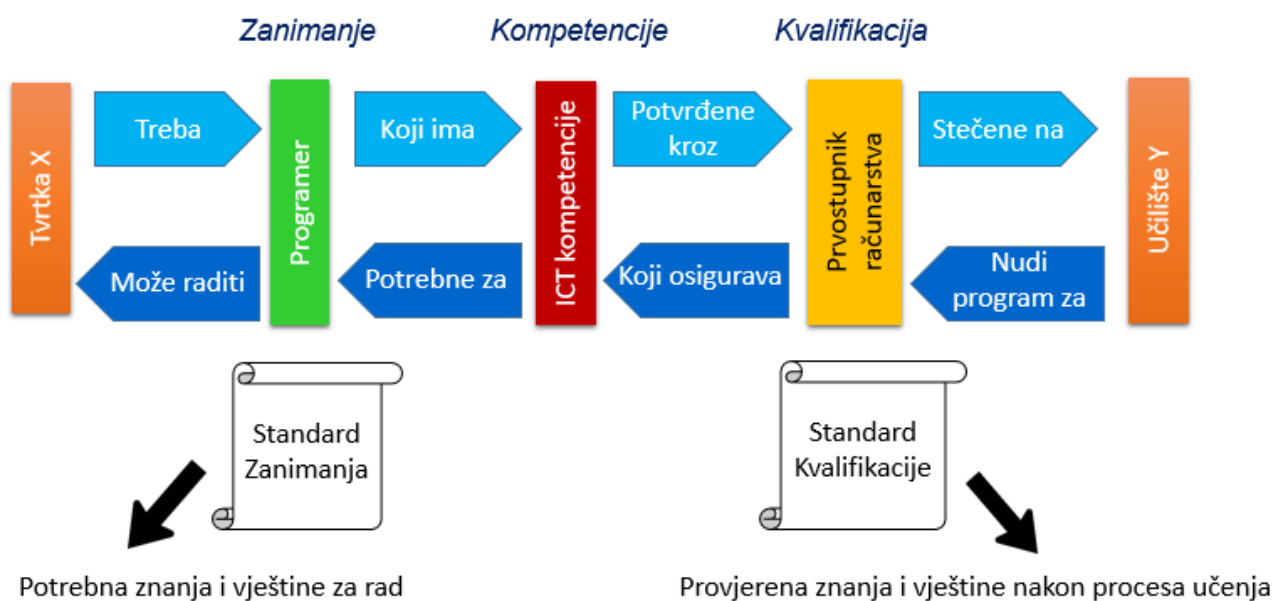 Zanimanje
Kompetencije
Kvalifikacija
Tvrtka X
Treba
Programer
Koji ima
ICT kompetencije
Potvrđene
kroz
Prvostupnik
računarstva
Stečene na
Učilište Y
Može raditi
Potrebne za
Koji osigurava
Nudi
program za
Standard
Zanimanja
Standard
Kvalifikacije
Potrebna znanja i vještine za rad
Provjerena znanja i vještine nakon procesa učenja